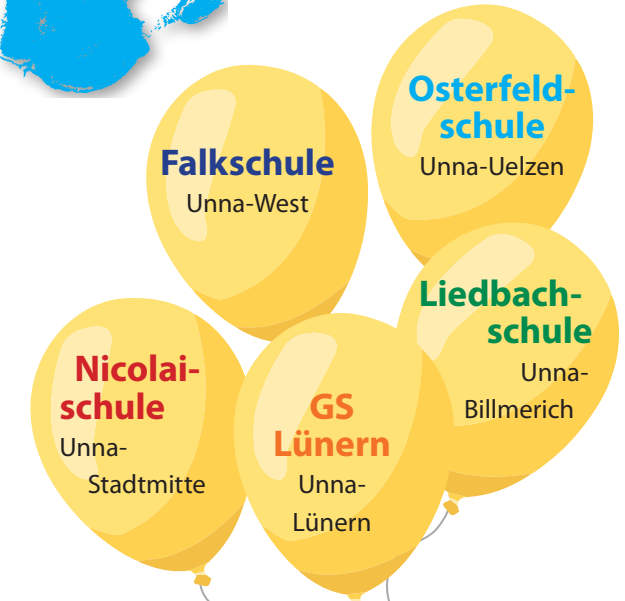 Osterfeld-
schule
Unna-Uelzen
Falkschule
Unna-West
Liedbach-
schule
Unna-
Billmerich
Nicolai-
schule
Unna-
Stadtmitte
GS
Lünern
Unna-
Lünern